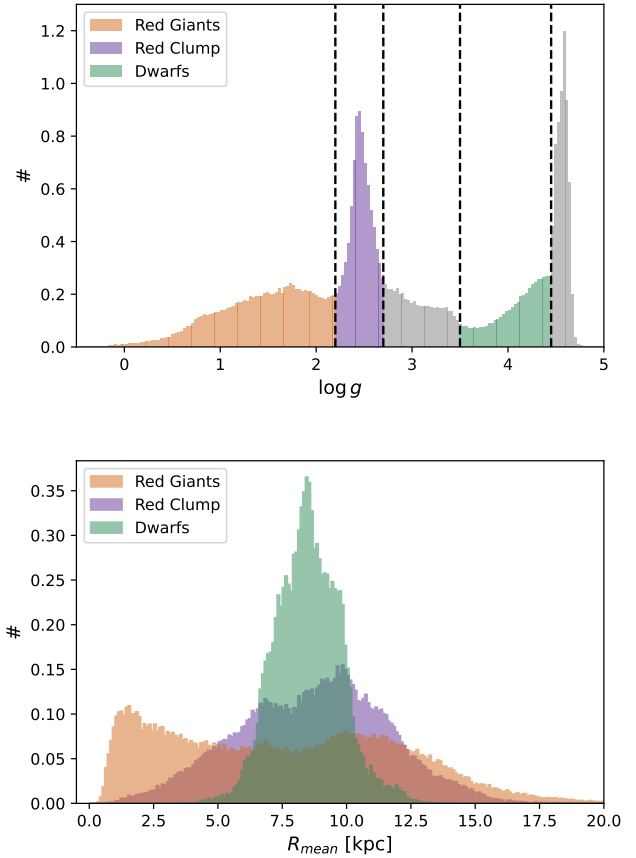 #
1.2
1.0
0.8
0.6
0.4
0.2
0.0
Red Giants
Red Clump
Dwarfs
0 1 2 3 4 5
log g
#
0.35
0.30
0.25
0.20
0.15
0.10
0.05
0.00
Red Giants
Red Clump
Dwarfs
0.0 2.5 5.0 7.5 10.0 12.5 15.0 17.5 20.0
R_mean [kpc]